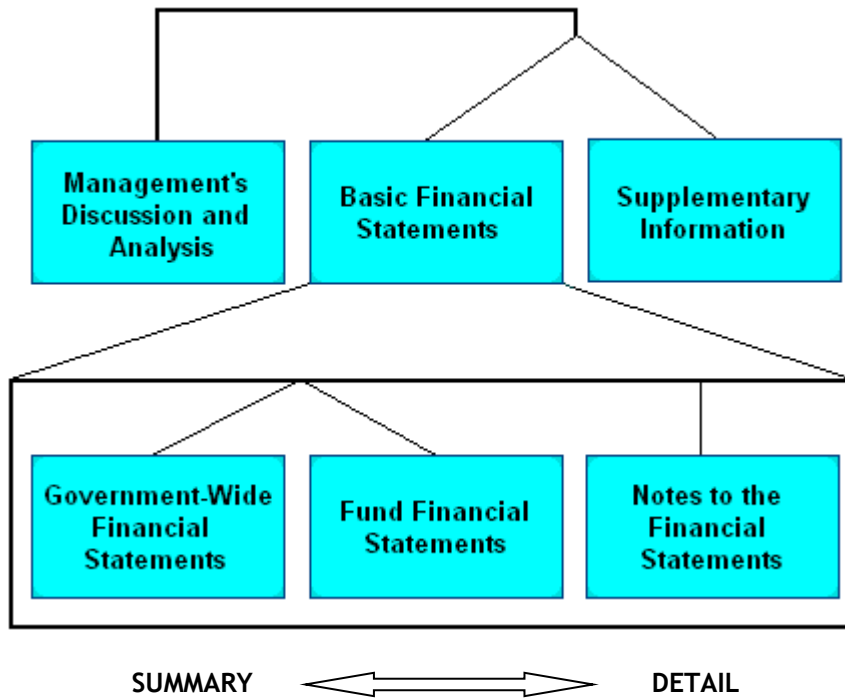 Management's
Discussion and
Analysis
Basic Financial
Statements
Supplementary
Information
Government-Wide
Financial
Statements
Fund Financial
Statements
Notes to the
Financial
Statements
SUMMARY
DETAIL